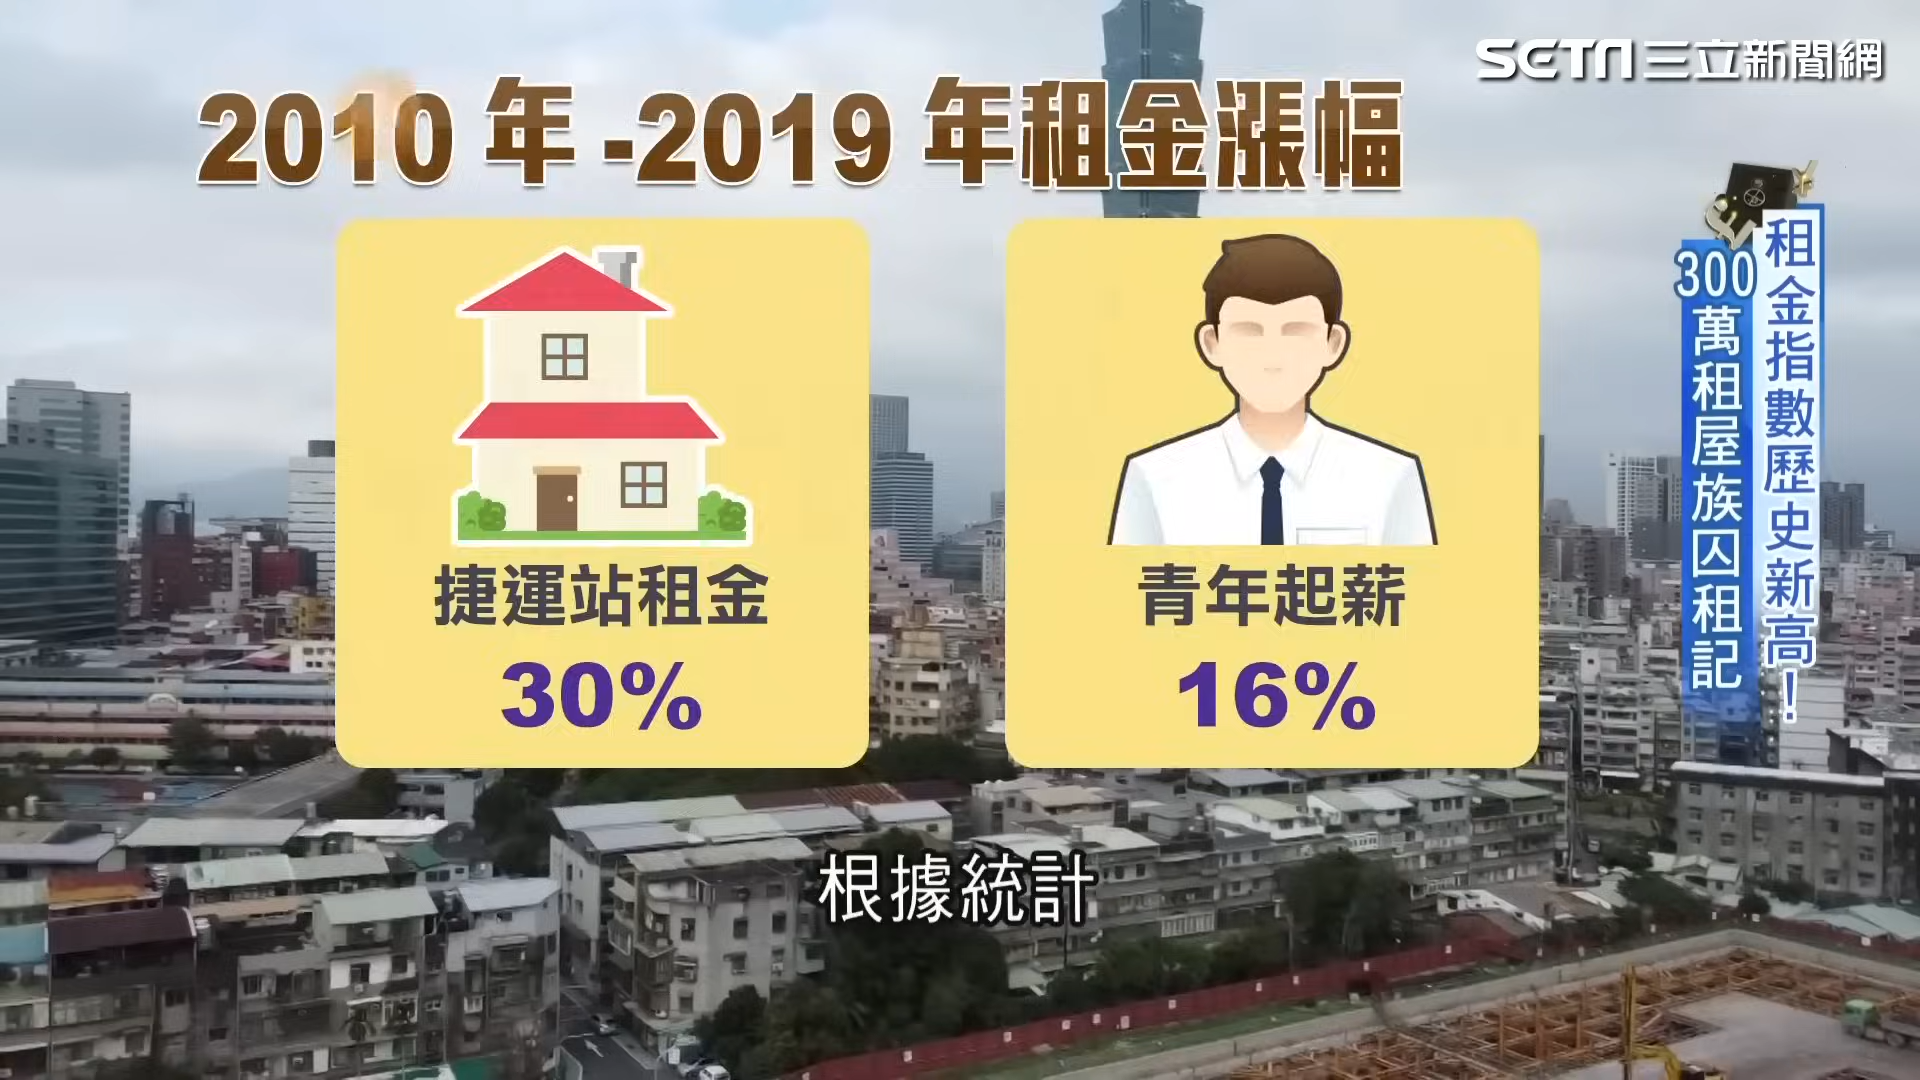 SETN三立新聞網
2010年-2019年租金漲幅
租金指數歷史新高！
300萬租屋族囚租記
捷運站租金
30%
青年起薪
16%
根據統計